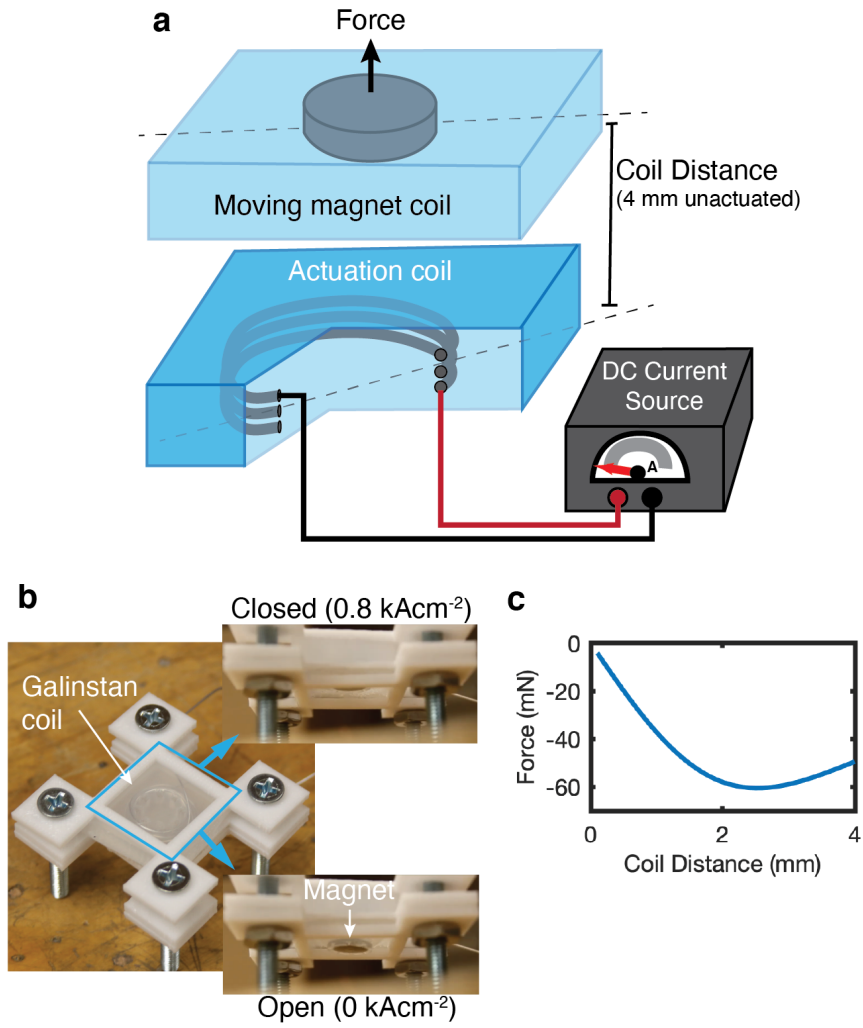 a
Force
Coil Distance
(4 mm unactuated)
Moving magnet coil
Actuation coil
DC Current
Source
A
b
Closed (0.8 kAcm⁻²)
Galinstan
coil
Magnet
Open (0 kAcm⁻²)
c
0
-20
-40
-60
Force (mN)
0 2 4
Coil Distance (mm)